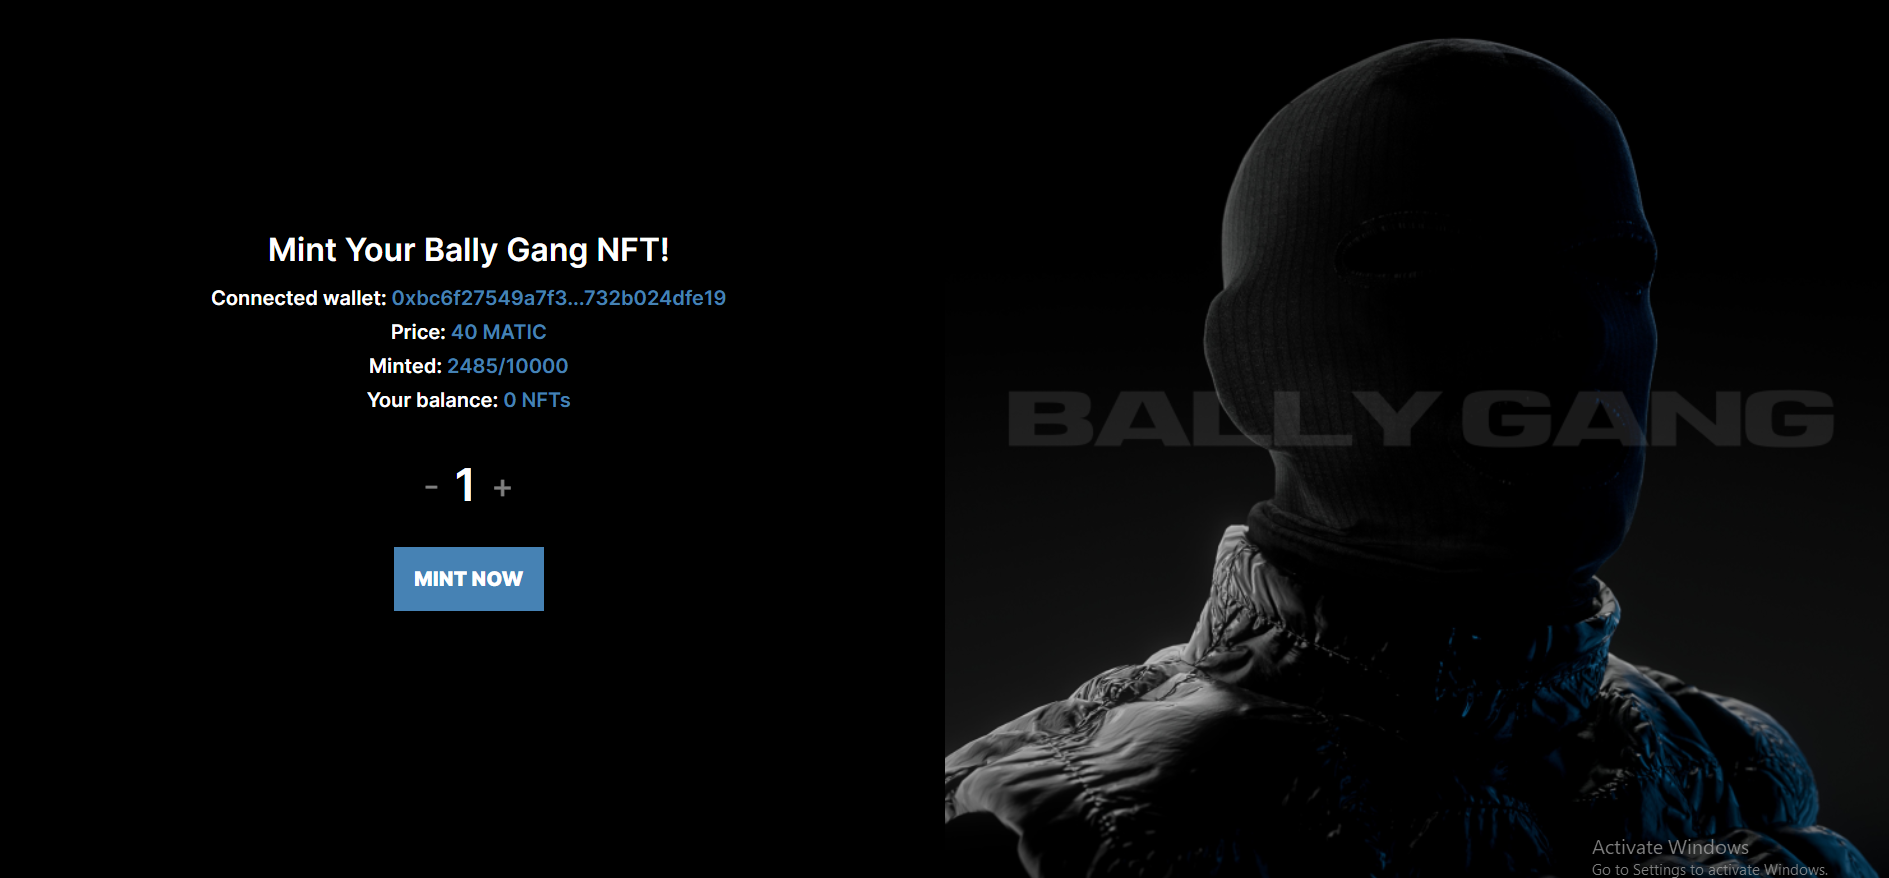 Mint Your Bally Gang NFT!
Connected wallet: 0xbc6f27549a7f3...732b024dfe19
Price: 40 MATIC
Minted: 2485/10000
Your balance: 0 NFTs
- 1 +
MINT NOW
BALLY GANG
Activate Windows
Go to Settings to activate Windows.